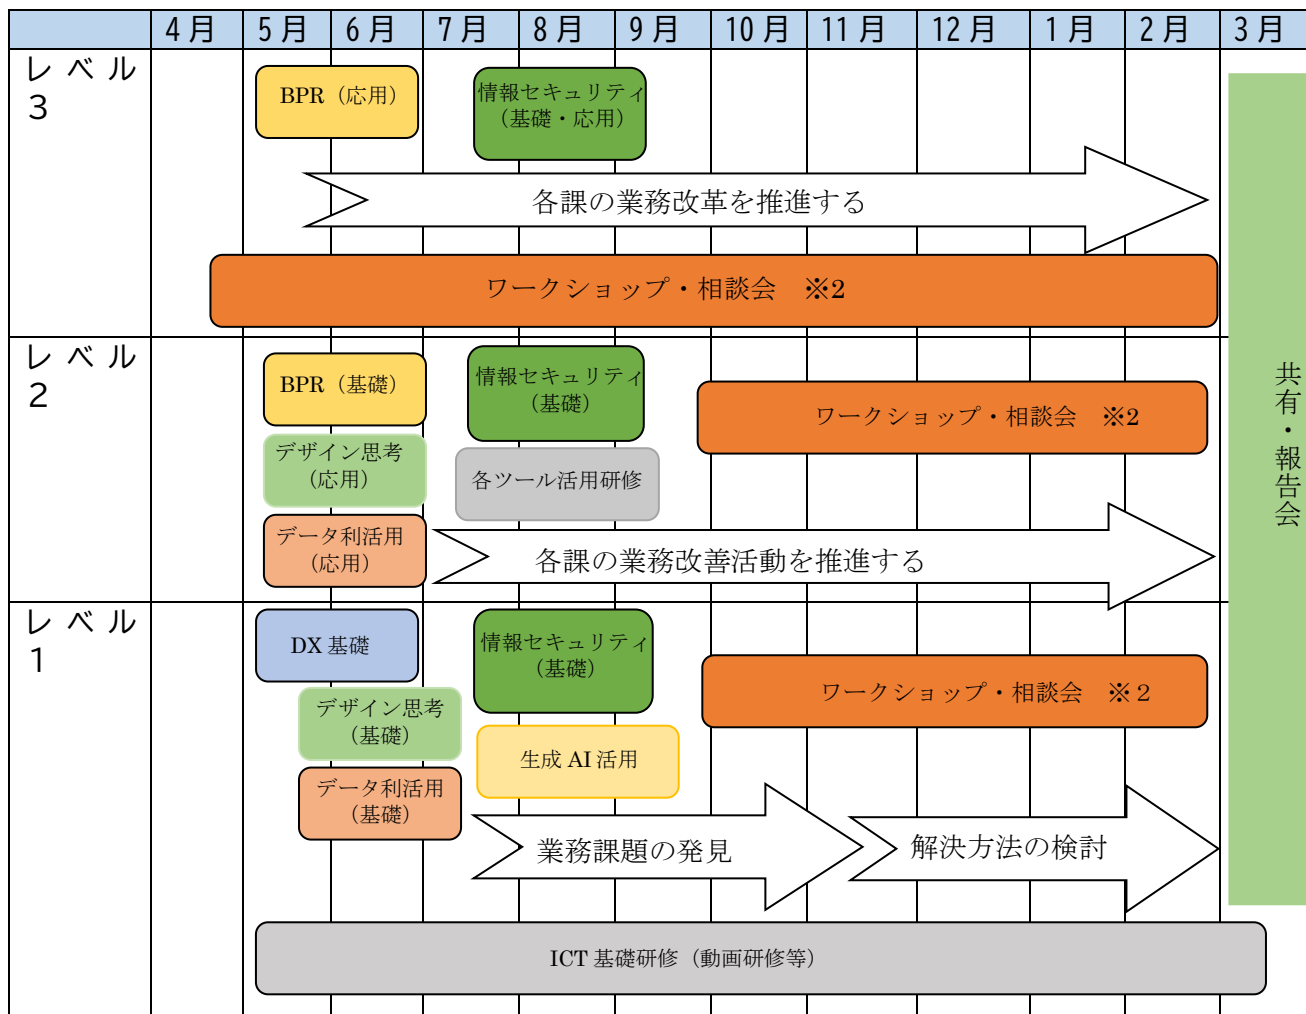 4月 5月 6月 7月 8月 9月 10月 11月 12月 1月 2月 3月
レベル
3
BPR（応用）
情報セキュリティ
（基礎・応用）
各課の業務改革を推進する
ワークショップ・相談会　※2
レベル
2
BPR（基礎）
情報セキュリティ
（基礎）
ワークショップ・相談会　※2
デザイン思考
（応用）
各ツール活用研修
データ利活用
（応用）
各課の業務改善活動を推進する
レベル
1
DX 基礎
情報セキュリティ
（基礎）
ワークショップ・相談会　※２
デザイン思考
（基礎）
生成 AI 活用
データ利活用
（基礎）
業務課題の発見
解決方法の検討
ICT 基礎研修（動画研修等）
共有・報告会